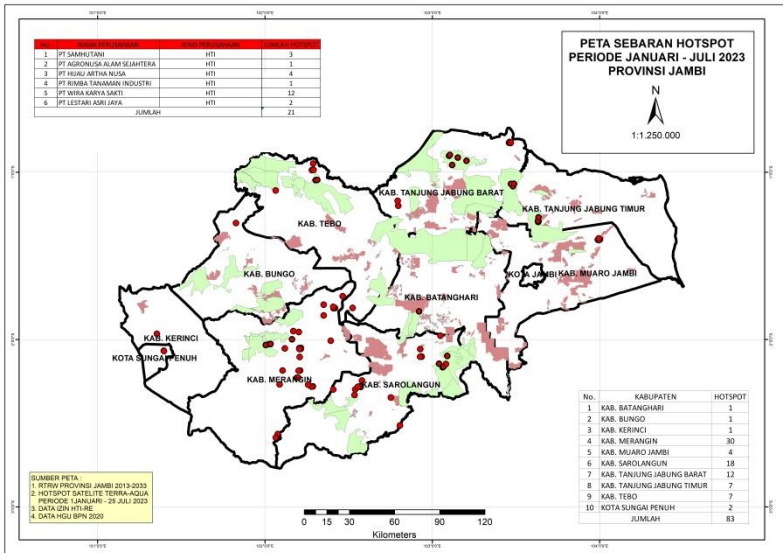 No. NAMA PERUSAHAAN JENIS PERUSAHAAN JUMLAH HOTSPOT
1 PT SAMHUTANI HTI 3
2 PT AGRONUSA ALAM SEJAHTERA HTI 1
3 PT HIJAU ARTHA NUSA HTI 4
4 PT RIMBA TANAMAN INDUSTRI HTI 1
5 PT WIRA KARYA SAKTI HTI 12
6 PT LESTARI ASRI JAYA HTI 2
JUMLAH 21
PETA SEBARAN HOTSPOT
PERIODE JANUARI - JULI 2023
PROVINSI JAMBI
N
1:1.250.000
KAB. TANJUNG JABUNG BARAT
KAB. TANJUNG JABUNG TIMUR
KAB. TEBO
KAB. BUNGO
KOTA JAMBI
KAB. MUARO JAMBI
KAB. BATANGHARI
KAB. KERINCI
KOTA SUNGAI PENUH
KAB. MERANGIN
KAB. SAROLANGUN
No. KABUPATEN HOTSPOT
1 KAB. BATANGHARI 1
2 KAB. BUNGO 1
3 KAB. KERINCI 1
4 KAB. MERANGIN 30
5 KAB. MUARO JAMBI 4
6 KAB. SAROLANGUN 18
7 KAB. TANJUNG JABUNG BARAT 12
8 KAB. TANJUNG JABUNG TIMUR 7
9 KAB. TEBO 7
10 KOTA SUNGAI PENUH 2
JUMLAH 83
SUMBER PETA :
1. RTRW PROVINSI JAMBI 2013-2033
2. HOTSPOT SATELITE TERRA-AQUA
PERIODE 1JANUARI - 25 JULI 2023
3. DATA IZIN HTI-RE
4. DATA HGU BPN 2020
0 15 30 60 90 120
Kilometers